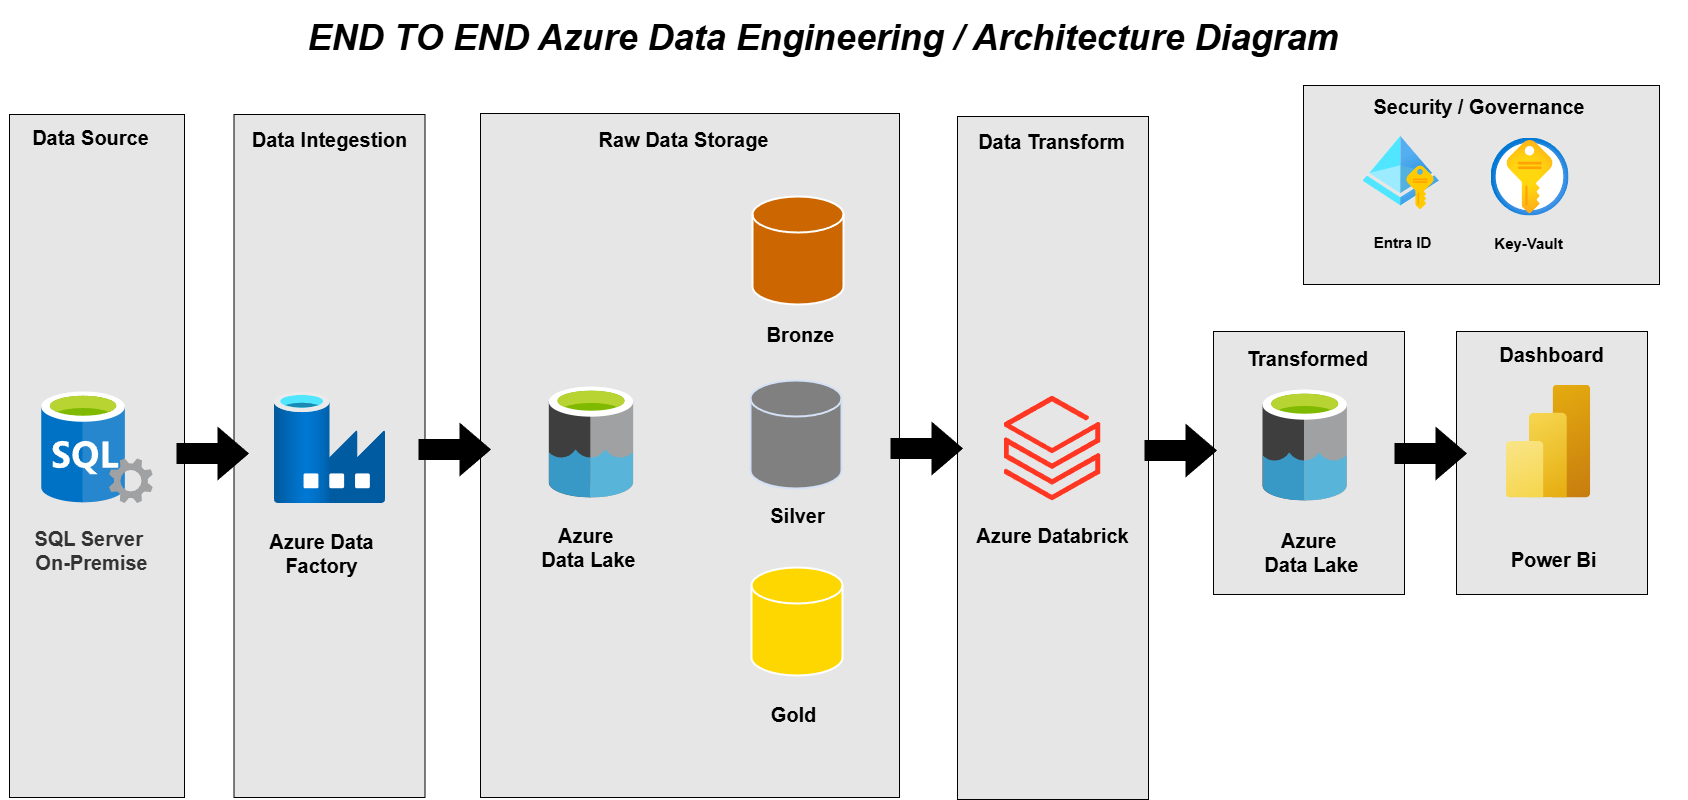 END TO END Azure Data Engineering / Architecture Diagram
Data Source
SQL
SQL Server
On-Premise
Data Integestion
Azure Data
Factory
Raw Data Storage
Azure
Data Lake
Bronze
Silver
Gold
Data Transform
Azure Databrick
Security / Governance
Entra ID
Key-Vault
Transformed
Azure
Data Lake
Dashboard
Power Bi